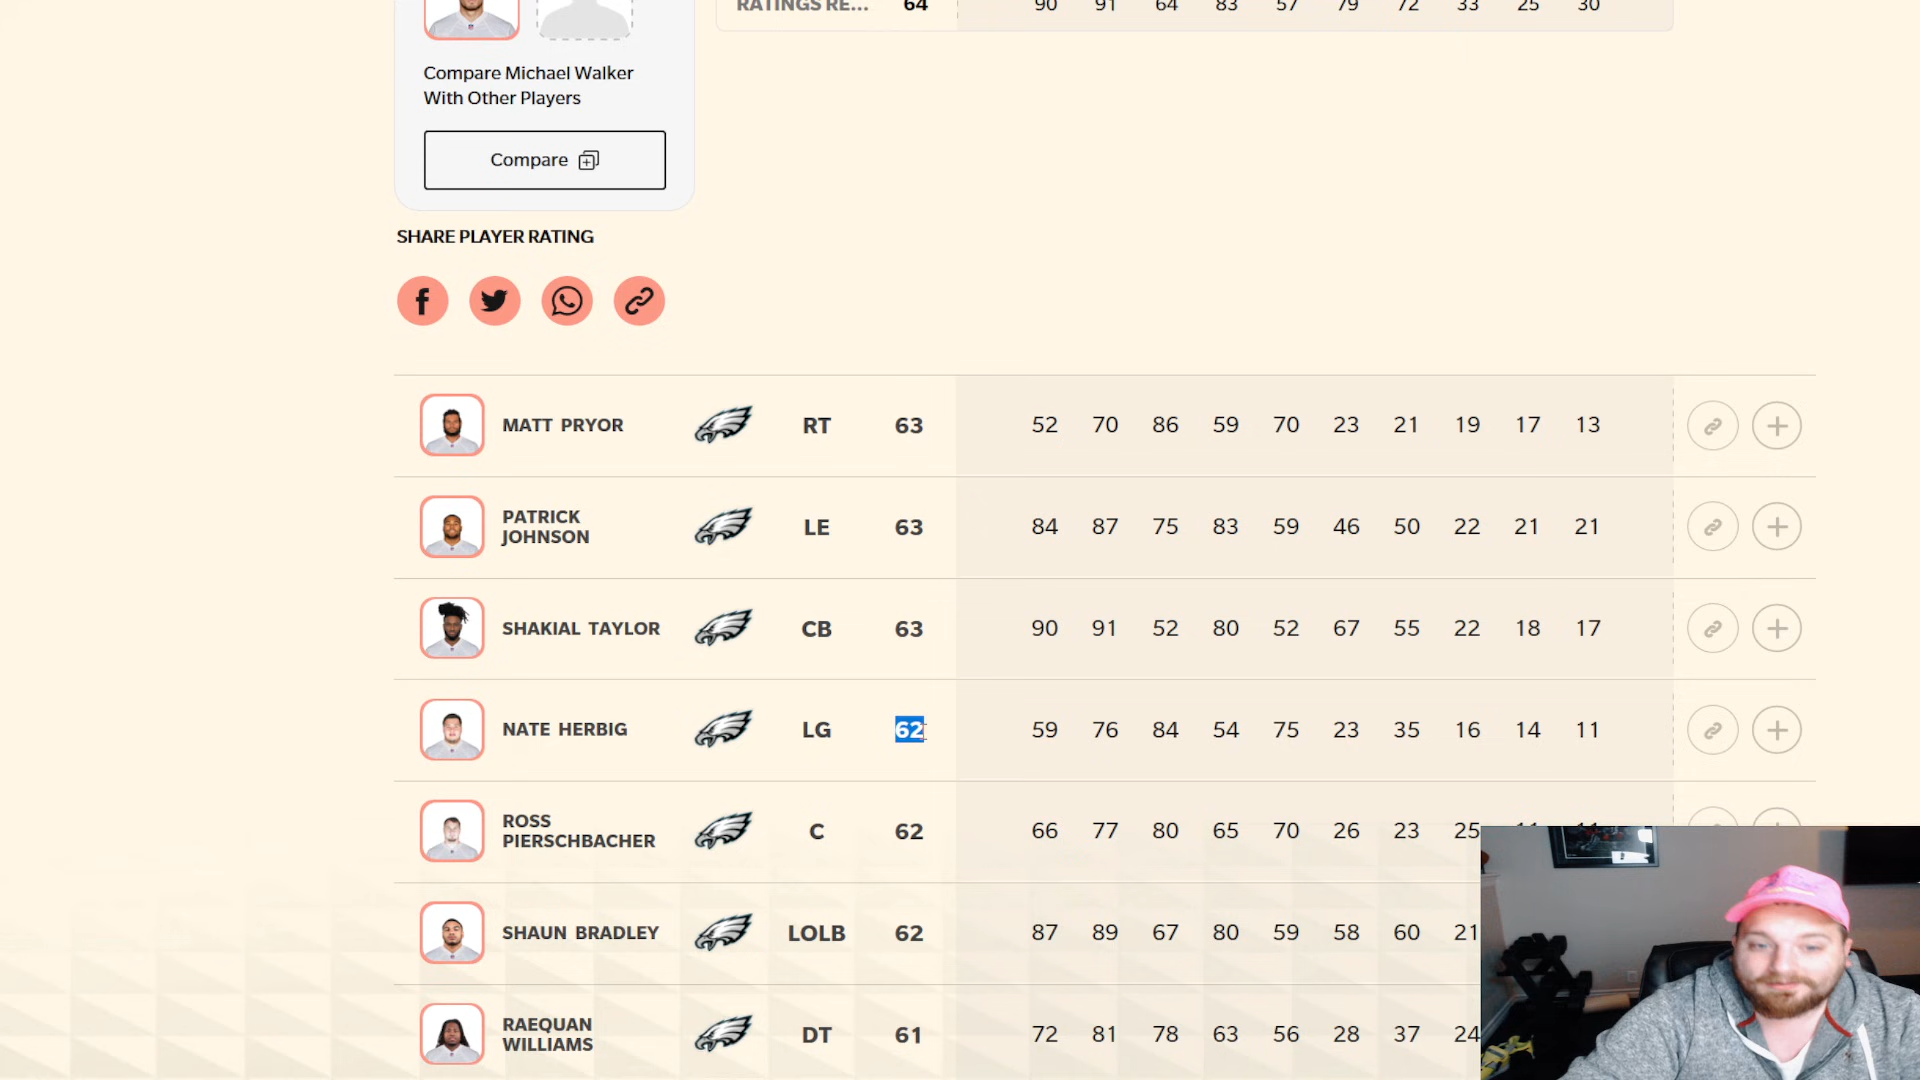 RATINGS RE... 64 90 91 64 83 57 79 72 33 25 30
Compare Michael Walker
With Other Players
Compare
SHARE PLAYER RATING
MATT PRYOR RT 63 52 70 86 59 70 23 21 19 17 13
PATRICK
JOHNSON LE 63 84 87 75 83 59 46 50 22 21 21
SHAKIAL TAYLOR CB 63 90 91 52 80 52 67 55 22 18 17
NATE HERBIG LG 62 59 76 84 54 75 23 35 16 14 11
ROSS
PIERSCHBACHER C 62 66 77 80 65 70 26 23 25
SHAUN BRADLEY LOLB 62 87 89 67 80 59 58 60 21
RAEQUAN
WILLIAMS DT 61 72 81 78 63 56 28 37 24